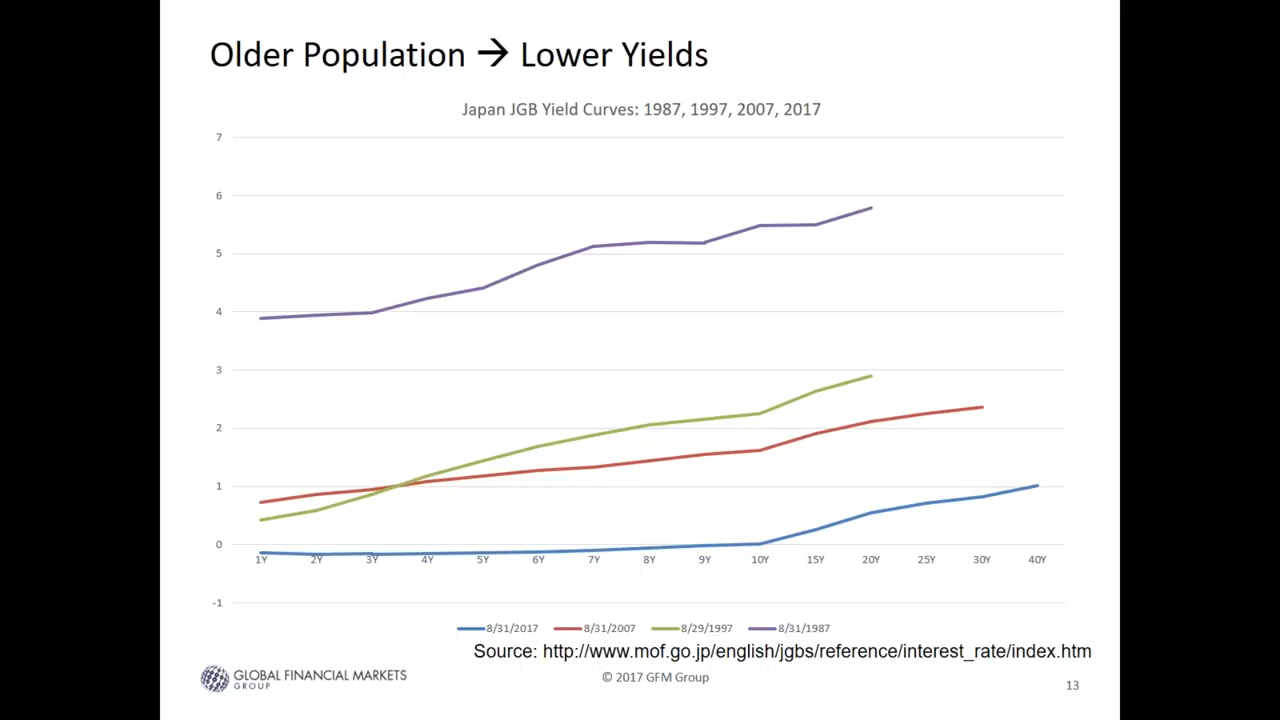 Older Population → Lower Yields
Japan JGB Yield Curves: 1987, 1997, 2007, 2017
7
6
5
4
3
2
1
0
-1
1Y 2Y 3Y 4Y 5Y 6Y 7Y 8Y 9Y 10Y 15Y 20Y 25Y 30Y 40Y
8/31/2017 8/31/2007 8/29/1997 8/31/1987
Source: http://www.mof.go.jp/english/jgbs/reference/interest_rate/index.htm
GLOBAL FINANCIAL MARKETS
GROUP
© 2017 GFM Group
13